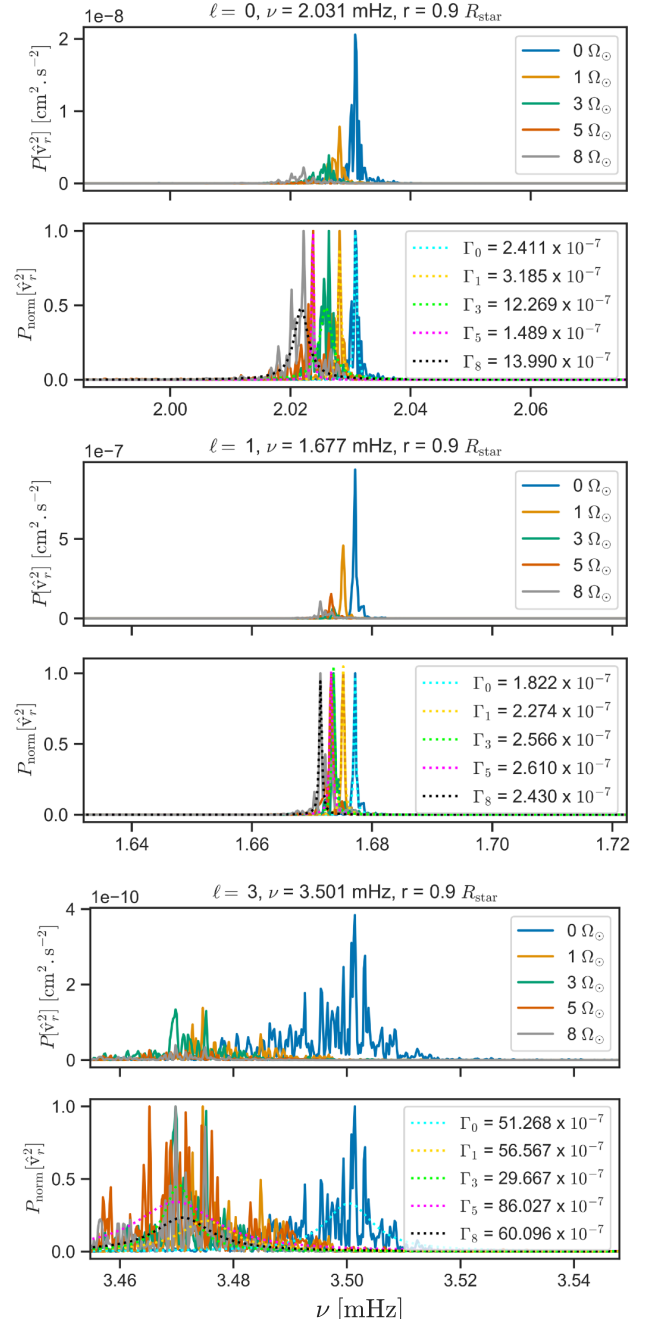 ℓ = 0, ν = 2.031 mHz, r = 0.9 R_star
1e−8
2
1
0
P[v̂_r^2] [cm^2.s^−2]
0 Ω_⊙
1 Ω_⊙
3 Ω_⊙
5 Ω_⊙
8 Ω_⊙
1.0
0.5
0.0
P_norm[v̂_r^2]
Γ_0 = 2.411 x 10^−7
Γ_1 = 3.185 x 10^−7
Γ_3 = 12.269 x 10^−7
Γ_5 = 1.489 x 10^−7
Γ_8 = 13.990 x 10^−7
2.00 2.02 2.04 2.06
ℓ = 1, ν = 1.677 mHz, r = 0.9 R_star
1e−7
5
0
P[v̂_r^2] [cm^2.s^−2]
0 Ω_⊙
1 Ω_⊙
3 Ω_⊙
5 Ω_⊙
8 Ω_⊙
1.0
0.5
0.0
P_norm[v̂_r^2]
Γ_0 = 1.822 x 10^−7
Γ_1 = 2.274 x 10^−7
Γ_3 = 2.566 x 10^−7
Γ_5 = 2.610 x 10^−7
Γ_8 = 2.430 x 10^−7
1.64 1.66 1.68 1.70 1.72
ℓ = 3, ν = 3.501 mHz, r = 0.9 R_star
1e−10
4
2
0
P[v̂_r^2] [cm^2.s^−2]
0 Ω_⊙
1 Ω_⊙
3 Ω_⊙
5 Ω_⊙
8 Ω_⊙
1.0
0.5
0.0
P_norm[v̂_r^2]
Γ_0 = 51.268 x 10^−7
Γ_1 = 56.567 x 10^−7
Γ_3 = 29.667 x 10^−7
Γ_5 = 86.027 x 10^−7
Γ_8 = 60.096 x 10^−7
3.46 3.48 3.50 3.52 3.54
ν [mHz]